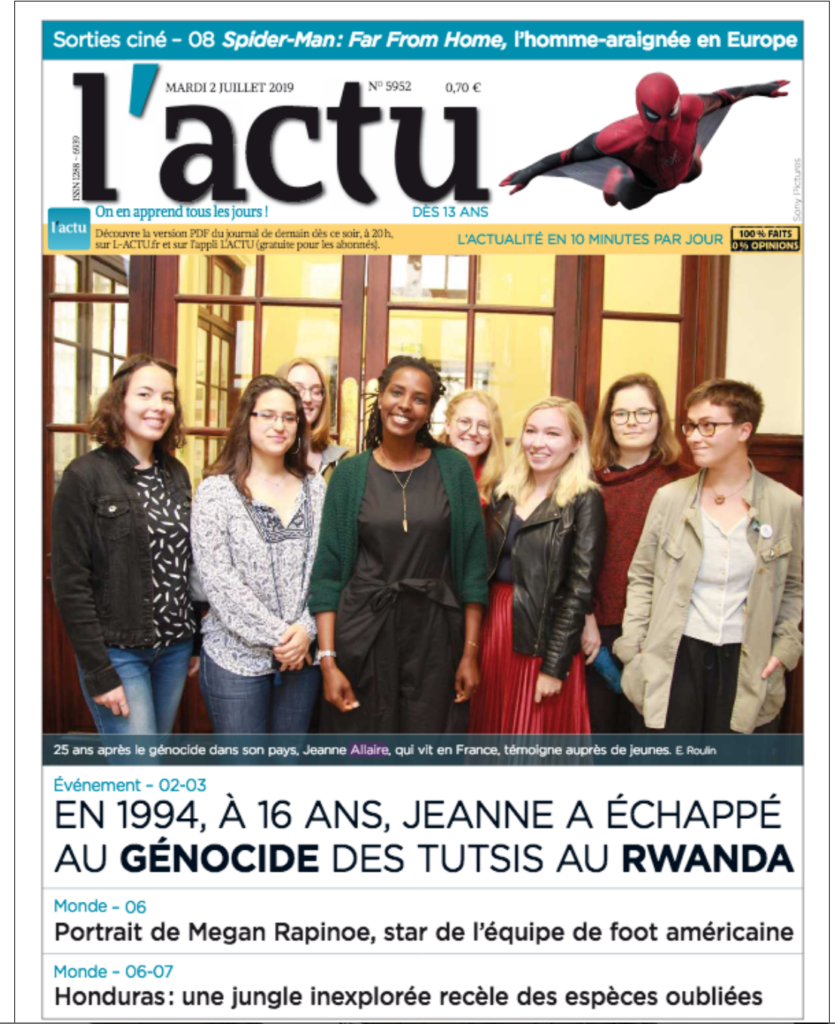 Sorties ciné – 08 Spider-Man: Far From Home, l'homme-araignée en Europe
MARDI 2 JUILLET 2019 N° 5952 0,70 €
l'actu
ISSN 1288 - 6939
Sony Pictures
On en apprend tous les jours !
DÈS 13 ANS
l'actu
Découvre la version PDF du journal de demain dès ce soir, à 20 h,
sur L-ACTU.fr et sur l'appli L'ACTU (gratuite pour les abonnés).
L'ACTUALITÉ EN 10 MINUTES PAR JOUR
100 % FAITS
0 % OPINIONS
25 ans après le génocide dans son pays, Jeanne Allaire, qui vit en France, témoigne auprès de jeunes. E. Roulin
Événement – 02-03
EN 1994, À 16 ANS, JEANNE A ÉCHAPPÉ
AU GÉNOCIDE DES TUTSIS AU RWANDA
Monde – 06
Portrait de Megan Rapinoe, star de l'équipe de foot américaine
Monde – 06-07
Honduras : une jungle inexplorée recèle des espèces oubliées